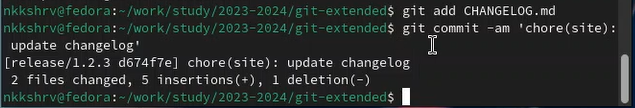 nkkshrv@fedora:~/work/study/2023-2024/git-extended$ git add CHANGELOG.md
nkkshrv@fedora:~/work/study/2023-2024/git-extended$ git commit -am 'chore(site):
update changelog'
[release/1.2.3 d674f7e] chore(site): update changelog
2 files changed, 5 insertions(+), 1 deletion(-)
nkkshrv@fedora:~/work/study/2023-2024/git-extended$